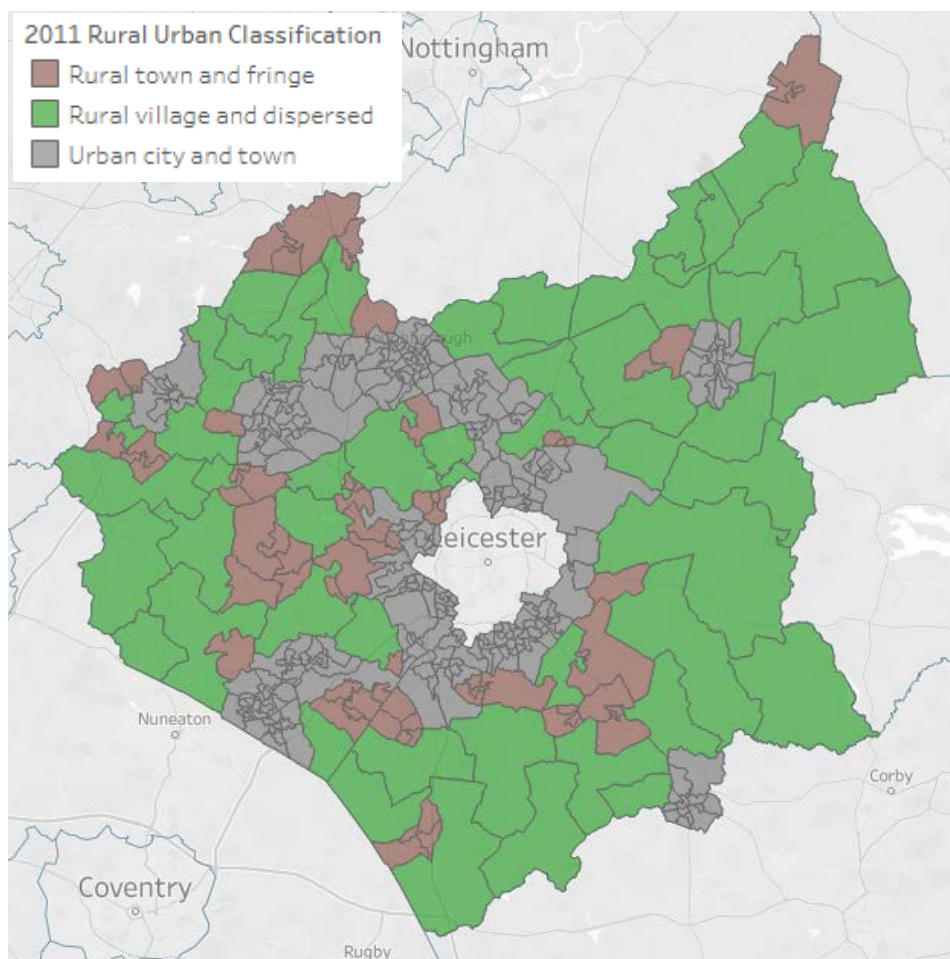 2011 Rural Urban Classification
Rural town and fringe
Rural village and dispersed
Urban city and town
Nottingham
Loughborough
Leicester
Nuneaton
Corby
Coventry
Rugby